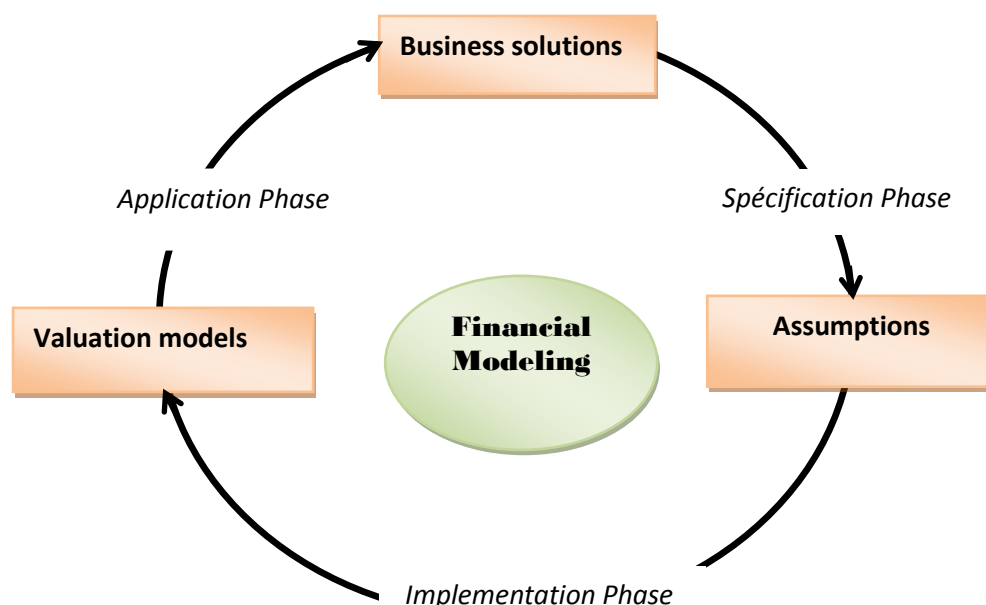 Business solutions
Application Phase
Spécification Phase
Financial
Modeling
Valuation models
Assumptions
Implementation Phase